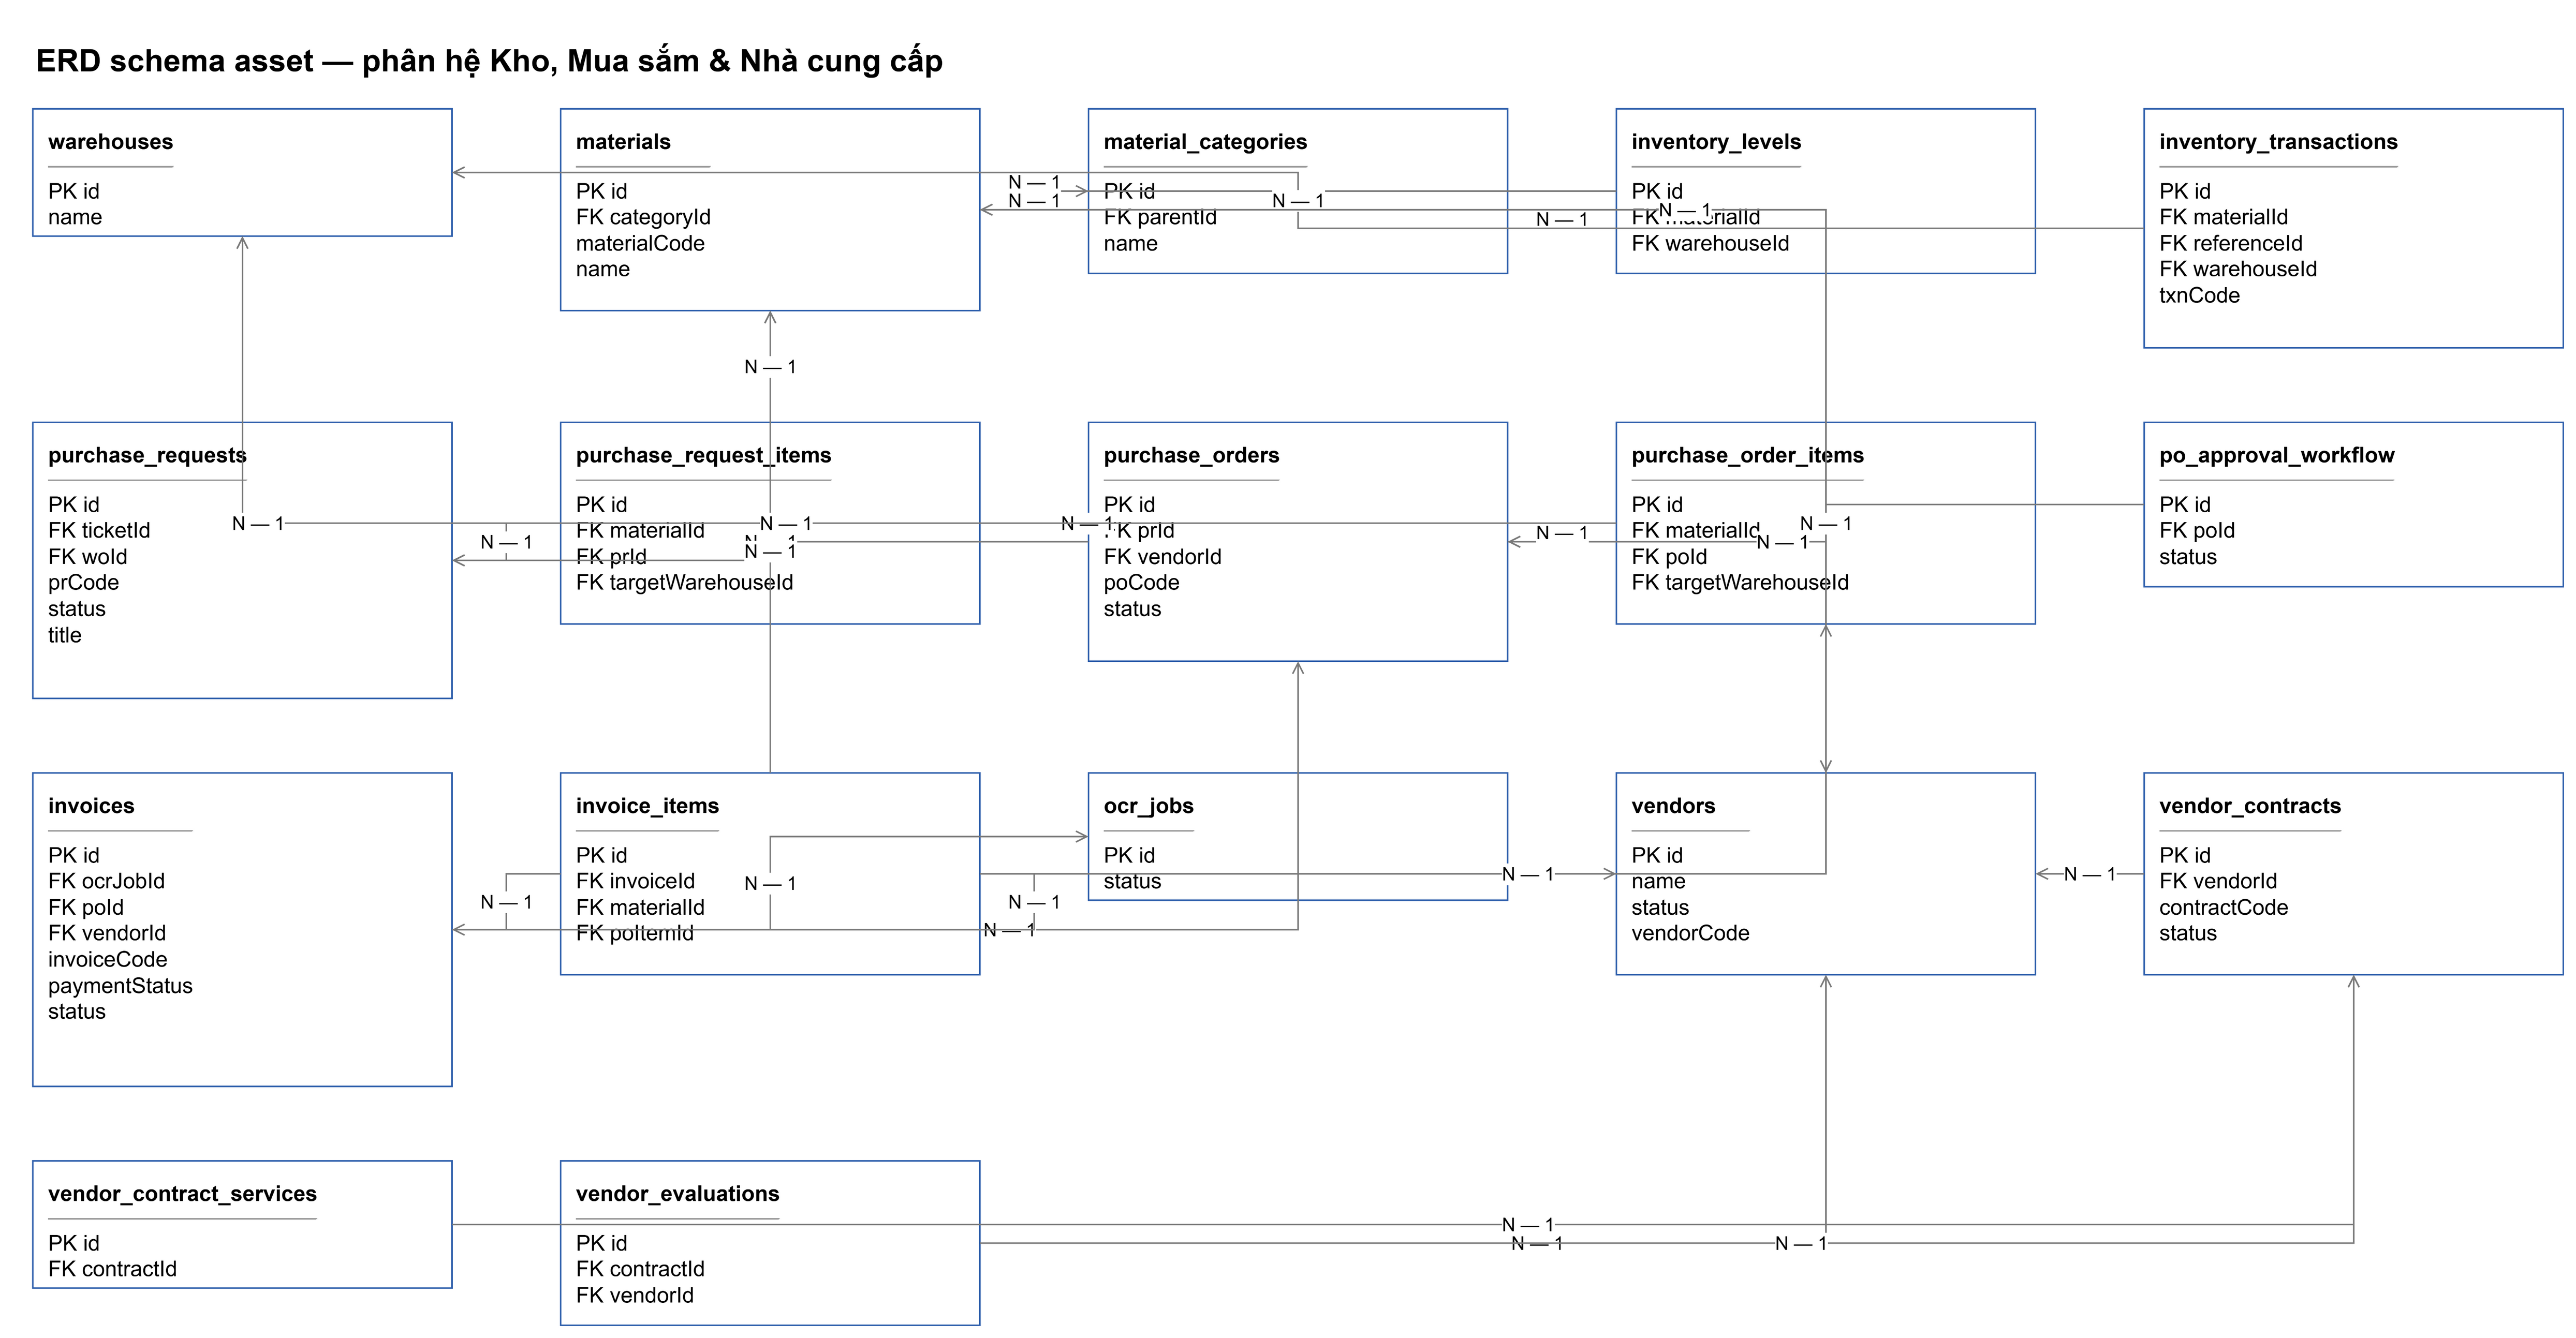 ERD schema asset — phân hệ Kho, Mua sắm & Nhà cung cấp
warehouses
PK id
name
materials
PK id
FK categoryId
materialCode
name
N — 1
N — 1
material_categories
PK id
FK parentId
name
N — 1
N — 1
inventory_levels
PK id
FK materialId
FK warehouseId
N — 1
inventory_transactions
PK id
FK materialId
FK referenceId
FK warehouseId
txnCode
N — 1
purchase_requests
PK id
FK ticketId
FK woId
prCode
status
title
N — 1
N — 1
purchase_request_items
PK id
FK materialId
FK prId
FK targetWarehouseId
N — 1
N — 1
N — 1
purchase_orders
PK id
FK prId
FK vendorId
poCode
status
N — 1
purchase_order_items
PK id
FK materialId
FK poId
FK targetWarehouseId
N — 1
N — 1
po_approval_workflow
PK id
FK poId
status
invoices
PK id
FK ocrJobId
FK poId
FK vendorId
invoiceCode
paymentStatus
status
N — 1
invoice_items
PK id
FK invoiceId
FK materialId
FK poItemId
N — 1
N — 1
N — 1
ocr_jobs
PK id
status
N — 1
vendors
PK id
name
status
vendorCode
N — 1
vendor_contracts
PK id
FK vendorId
contractCode
status
vendor_contract_services
PK id
FK contractId
vendor_evaluations
PK id
FK contractId
FK vendorId
N — 1
N — 1
N — 1